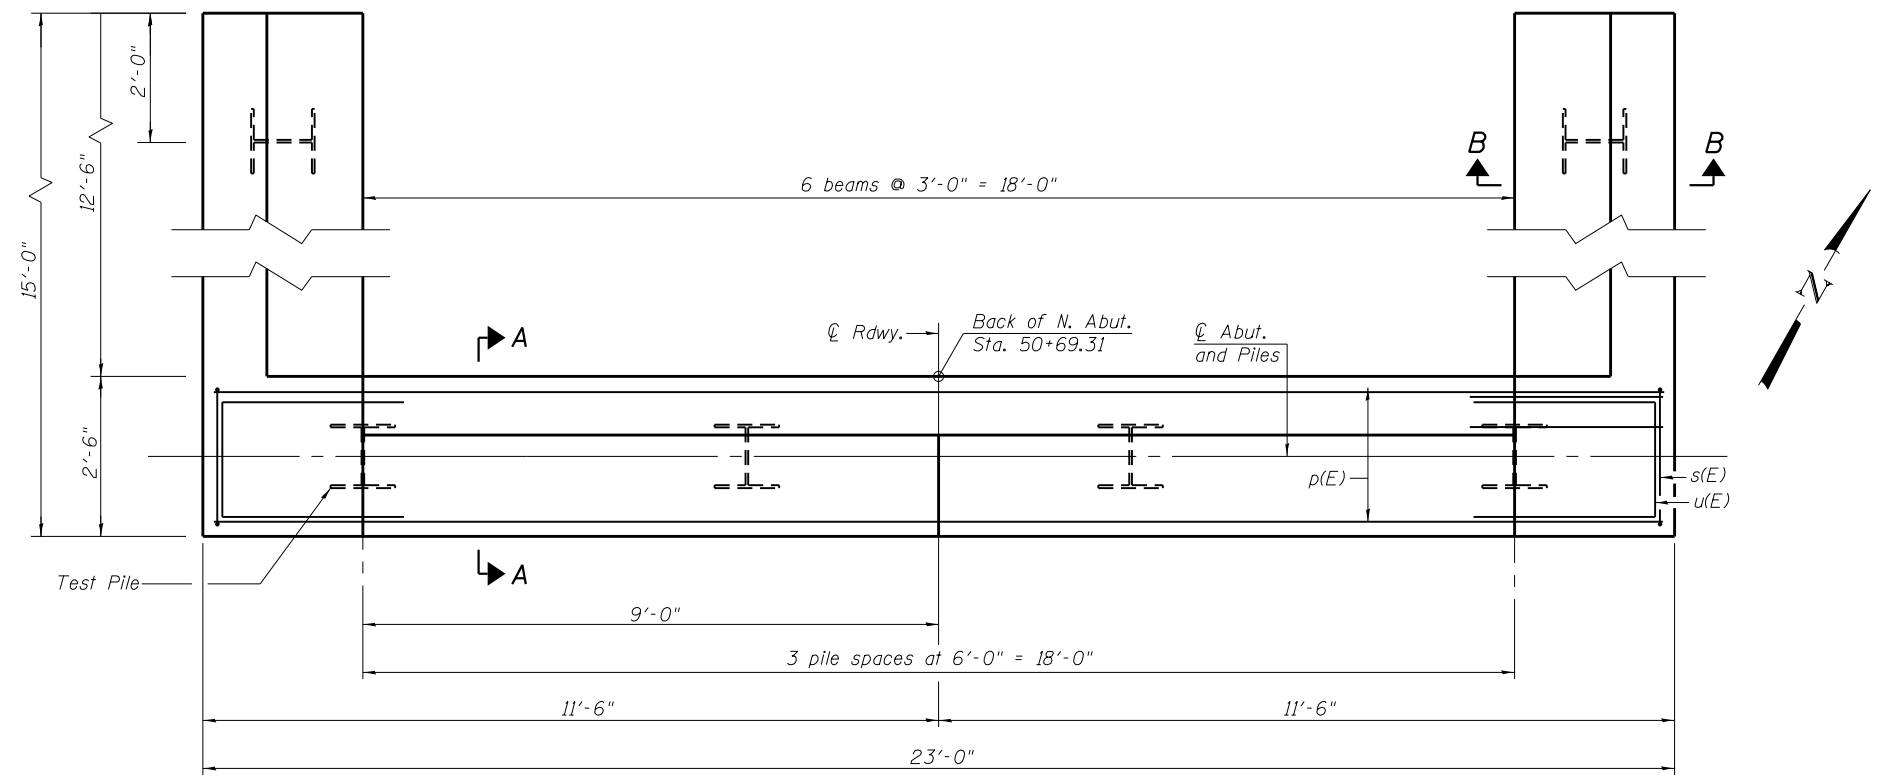 2'-0"
12'-6"
15'-0"
2'-6"
B
B
6 beams @ 3'-0" = 18'-0"
N
A
℄ Rdwy.
Back of N. Abut.
Sta. 50+69.31
℄ Abut.
and Piles
p(E)
s(E)
u(E)
Test Pile
A
9'-0"
3 pile spaces at 6'-0" = 18'-0"
11'-6"
11'-6"
23'-0"